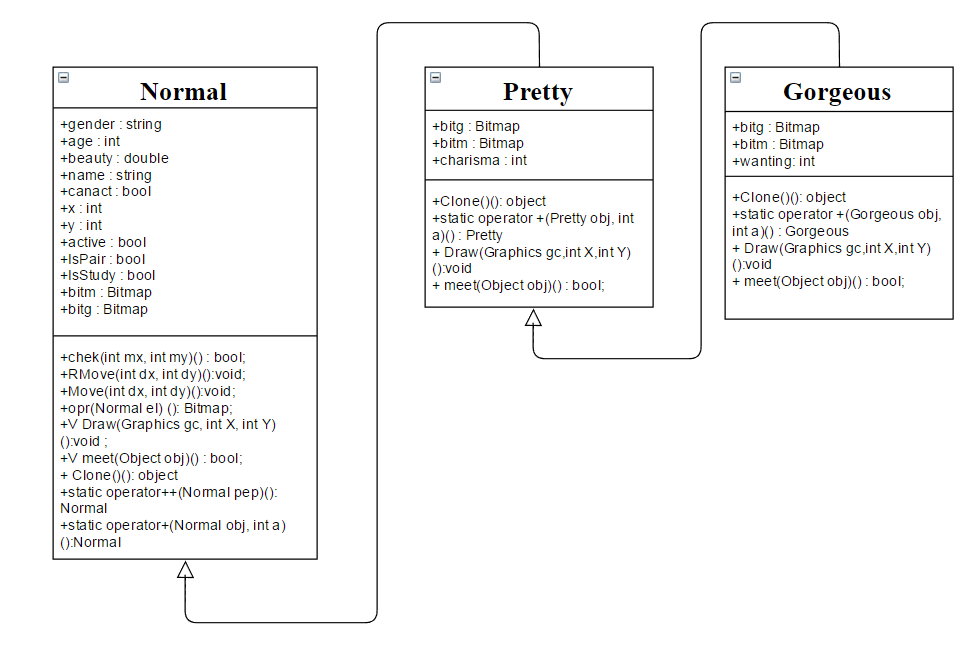 Normal
+gender : string
+age : int
+beauty : double
+name : string
+canact : bool
+x : int
+y : int
+active : bool
+IsPair : bool
+IsStudy : bool
+bitm : Bitmap
+bitg : Bitmap
+chek(int mx, int my)() : bool;
+RMove(int dx, int dy)():void;
+Move(int dx, int dy)():void;
+opr(Normal el) (): Bitmap;
+V Draw(Graphics gc, int X, int Y)
():void ;
+V meet(Object obj)() : bool;
+ Clone()(): object
+static operator++(Normal pep)():
Normal
+static operator+(Normal obj, int a)
():Normal
Pretty
+bitg : Bitmap
+bitm : Bitmap
+charisma : int
+Clone()(): object
+static operator +(Pretty obj, int
a)() : Pretty
+ Draw(Graphics gc,int X,int Y)
():void
+ meet(Object obj)() : bool;
Gorgeous
+bitg : Bitmap
+bitm : Bitmap
+wanting: int
+Clone()(): object
+static operator +(Gorgeous obj,
int a)() : Gorgeous
+ Draw(Graphics gc,int X,int Y)
():void
+ meet(Object obj)() : bool;